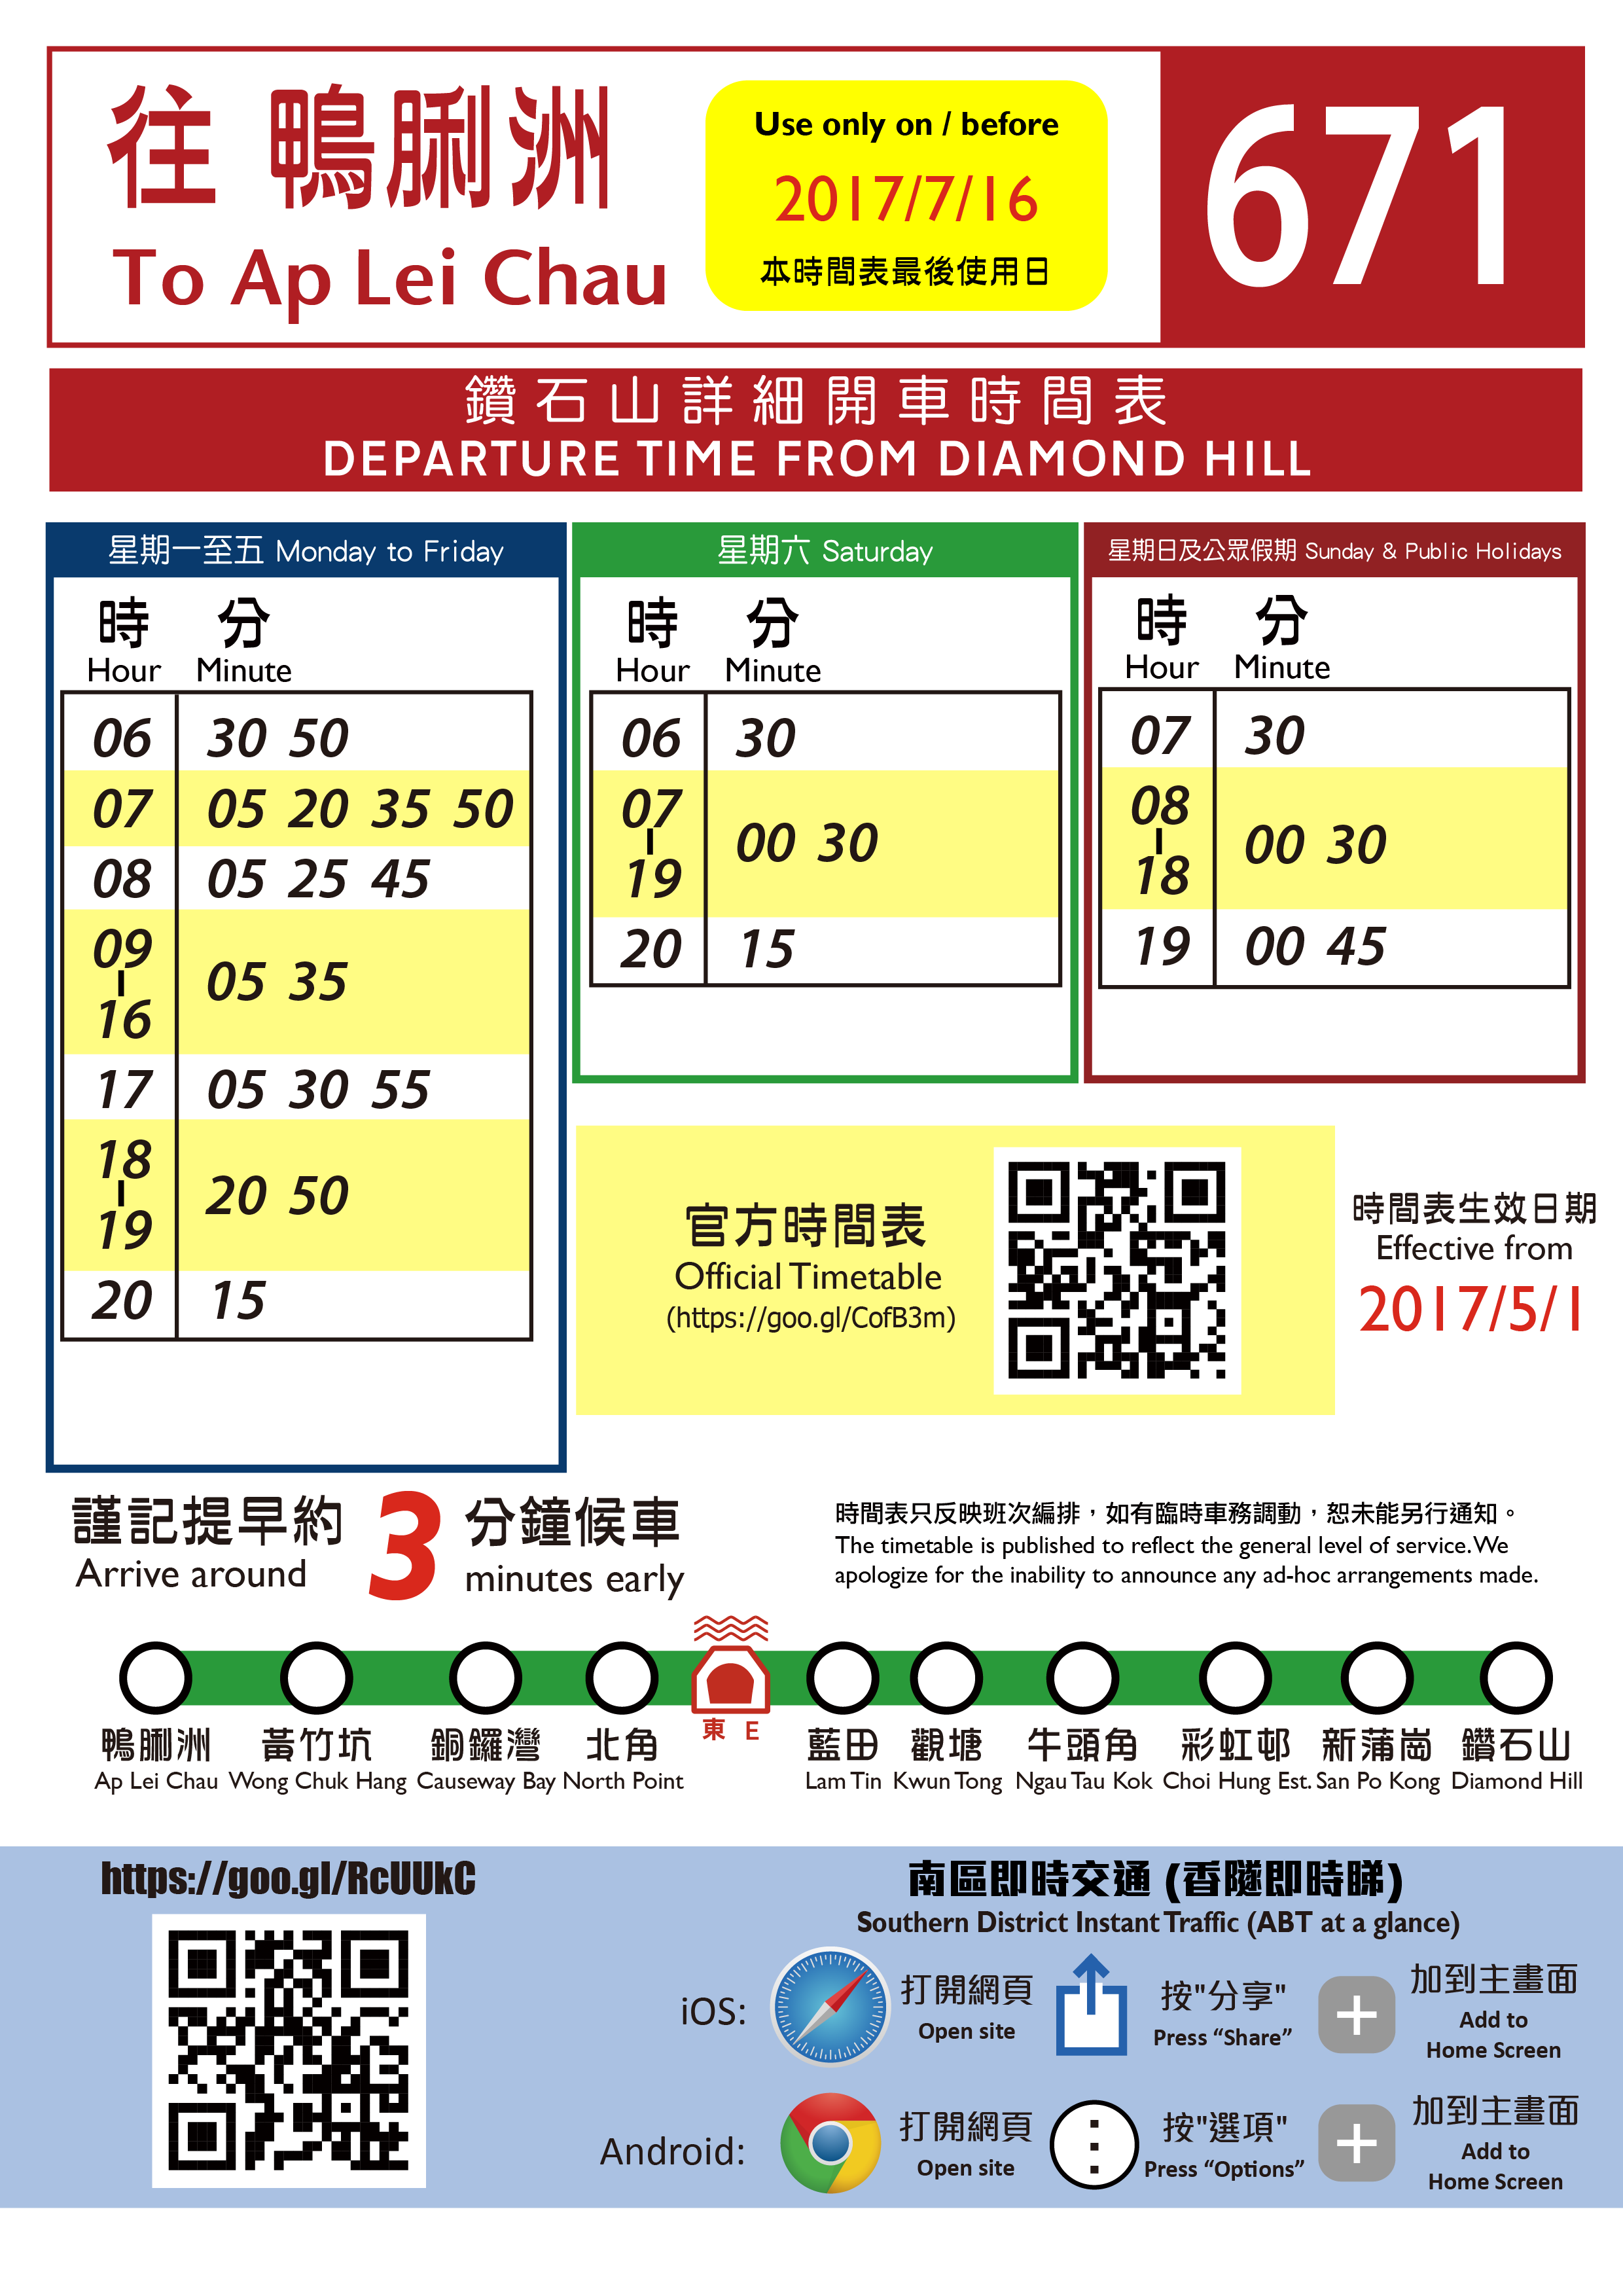 往 鴨脷洲
To Ap Lei Chau
Use only on / before
2017/7/16
本時間表最後使用日
671
鑽石山詳細開車時間表
DEPARTURE TIME FROM DIAMOND HILL
星期一至五 Monday to Friday
時 分
Hour Minute
06 30 50
07 05 20 35 50
08 05 25 45
09
|
16
05 35
17 05 30 55
18
|
19
20 50
20 15
星期六 Saturday
時 分
Hour Minute
06 30
07
|
19
00 30
20 15
星期日及公眾假期 Sunday & Public Holidays
時 分
Hour Minute
07 30
08
|
18
00 30
19 00 45
官方時間表
Official Timetable
(https://goo.gl/CofB3m)
時間表生效日期
Effective from
2017/5/1
謹記提早約 3 分鐘候車
Arrive around minutes early
時間表只反映班次編排，如有臨時車務調動，恕未能另行通知。
The timetable is published to reflect the general level of service. We
apologize for the inability to announce any ad-hoc arrangements made.
東 E
鴨脷洲 黃竹坑 銅鑼灣 北角 藍田 觀塘 牛頭角 彩虹邨 新蒲崗 鑽石山
Ap Lei Chau Wong Chuk Hang Causeway Bay North Point Lam Tin Kwun Tong Ngau Tau Kok Choi Hung Est. San Po Kong Diamond Hill
https://goo.gl/RcUUkC
南區即時交通 (香隧即時睇)
Southern District Instant Traffic (ABT at a glance)
iOS:
打開網頁
Open site
按"分享"
Press “Share”
加到主畫面
Add to
Home Screen
Android:
打開網頁
Open site
按"選項"
Press “Options”
加到主畫面
Add to
Home Screen